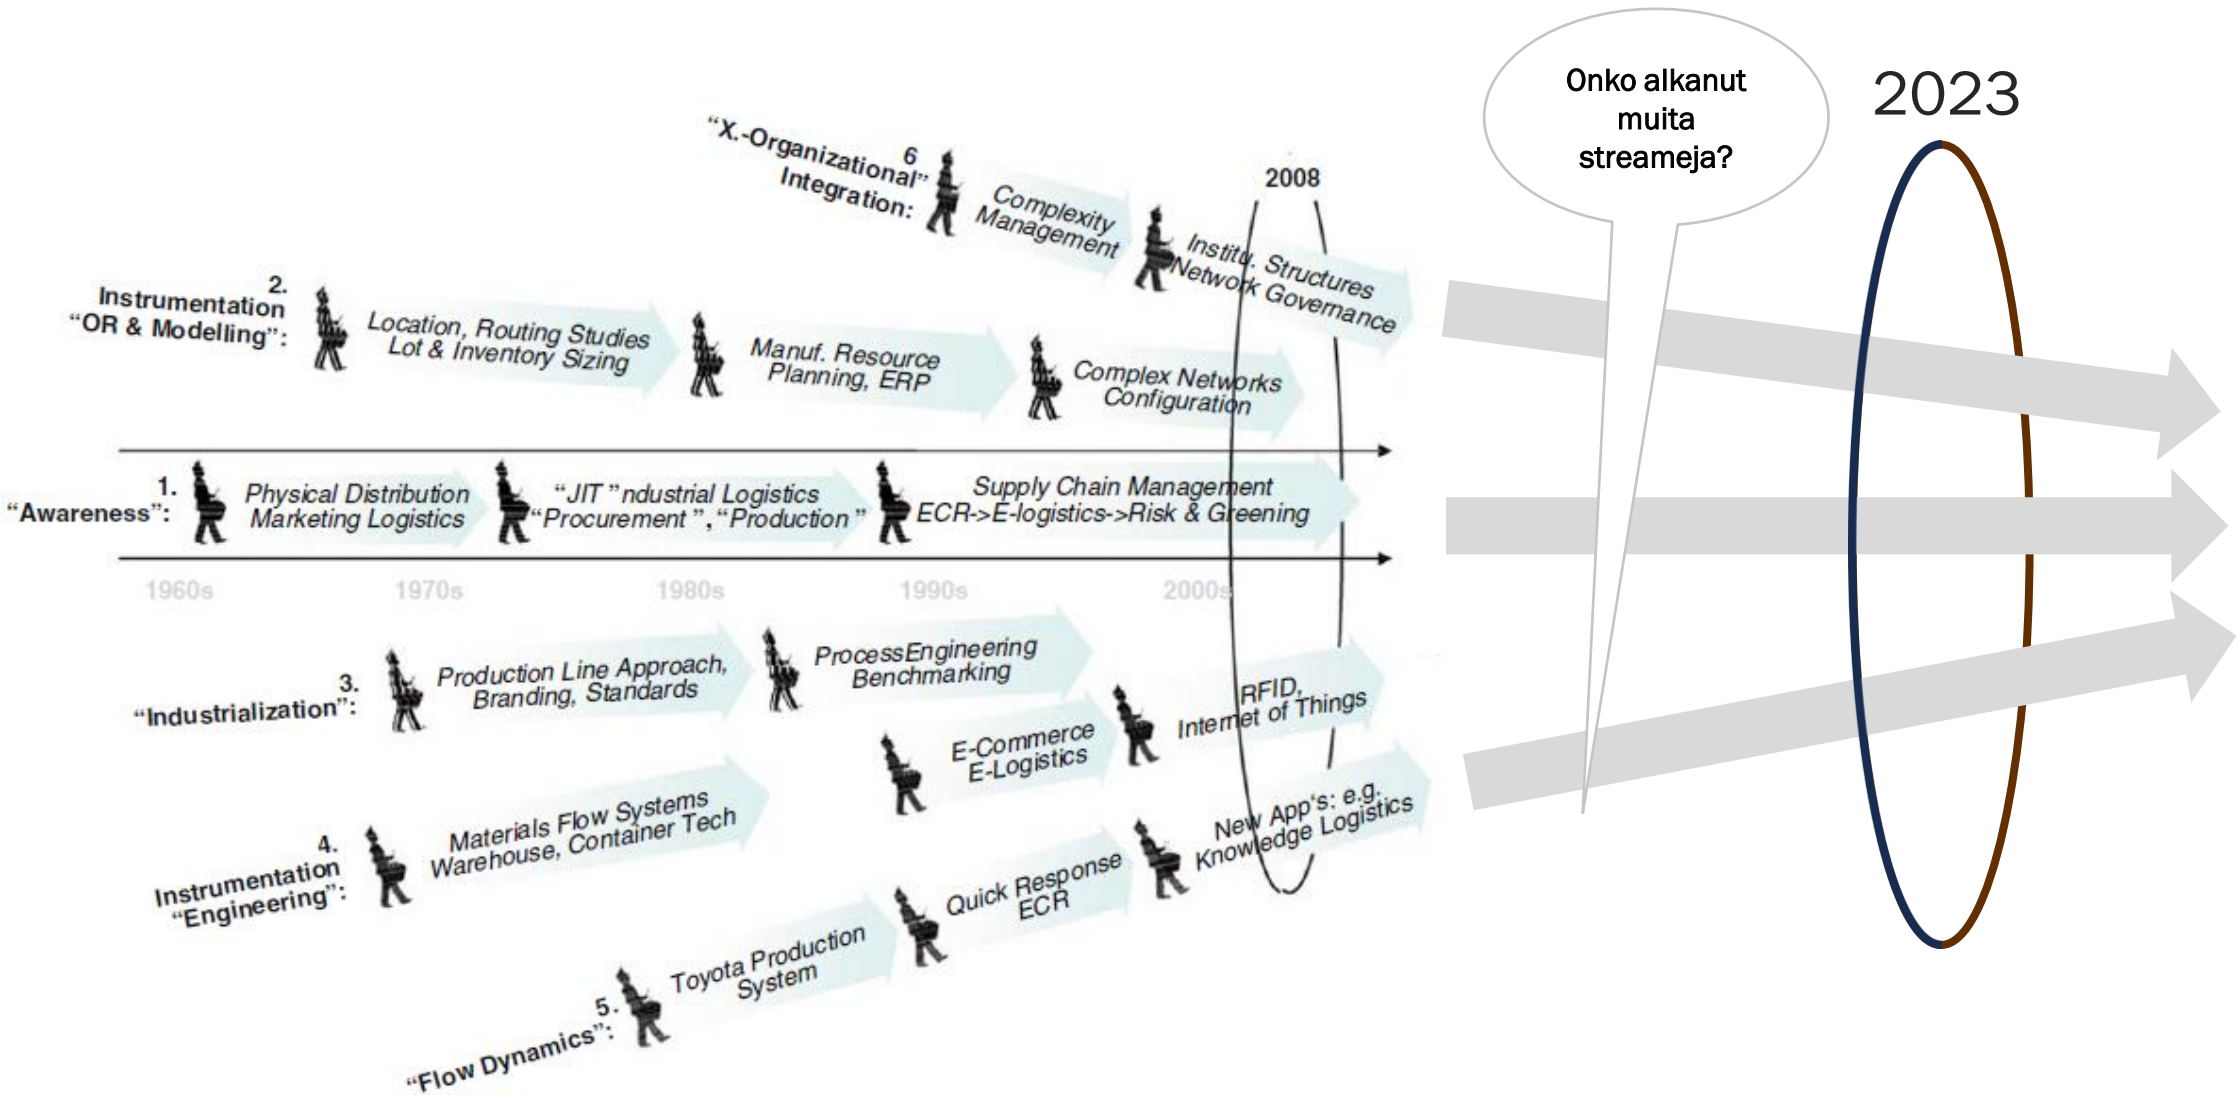 Onko alkanut
muita
streameja?
2023
“X.-Organizational”
Integration:
6
Complexity
Management
2008
Institu. Structures
Network Governance
2.
Instrumentation
“OR & Modelling”:
Location, Routing Studies
Lot & Inventory Sizing
Manuf. Resource
Planning, ERP
Complex Networks
Configuration
1.
“Awareness”:
Physical Distribution
Marketing Logistics
“JIT ”ndustrial Logistics
“Procurement”, “Production”
Supply Chain Management
ECR->E-logistics->Risk & Greening
1960s
1970s
1980s
1990s
2000s
3.
“Industrialization”:
Production Line Approach,
Branding, Standards
ProcessEngineering
Benchmarking
E-Commerce
E-Logistics
RFID,
Internet of Things
4.
Instrumentation
“Engineering”:
Materials Flow Systems
Warehouse, Container Tech
New App's: e.g.
Knowledge Logistics
Quick Response
ECR
5.
“Flow Dynamics”:
Toyota Production
System